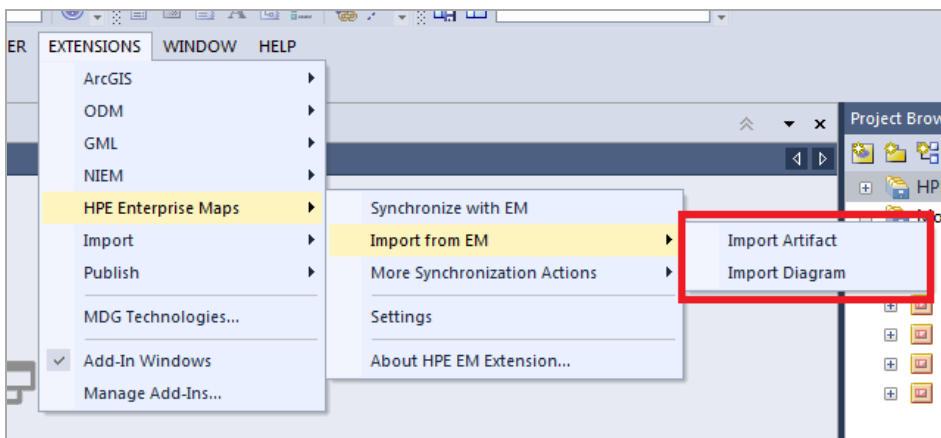 ER EXTENSIONS WINDOW HELP
ArcGIS
ODM
GML
NIEM
HPE Enterprise Maps
Import
Publish
MDG Technologies...
Add-In Windows
Manage Add-Ins...
Synchronize with EM
Import from EM
More Synchronization Actions
Settings
About HPE EM Extension...
Import Artifact
Import Diagram
Project Brow
HP
Mo